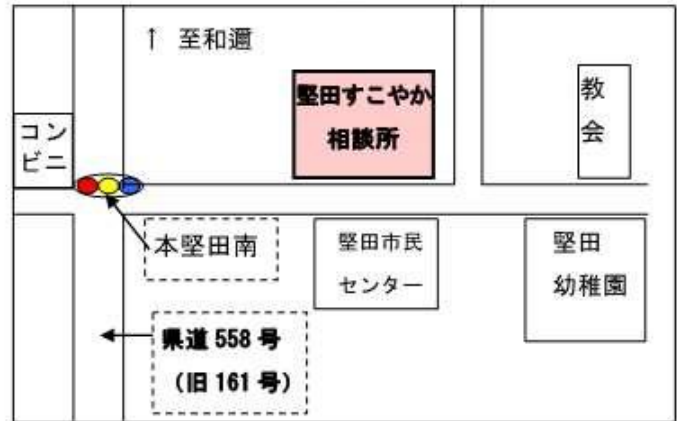 ↑ 至和邇
堅田すこやか
相談所
教
会
コン
ビニ
本堅田南
堅田市民
センター
堅田
幼稚園
県道 558 号
（旧 161 号）